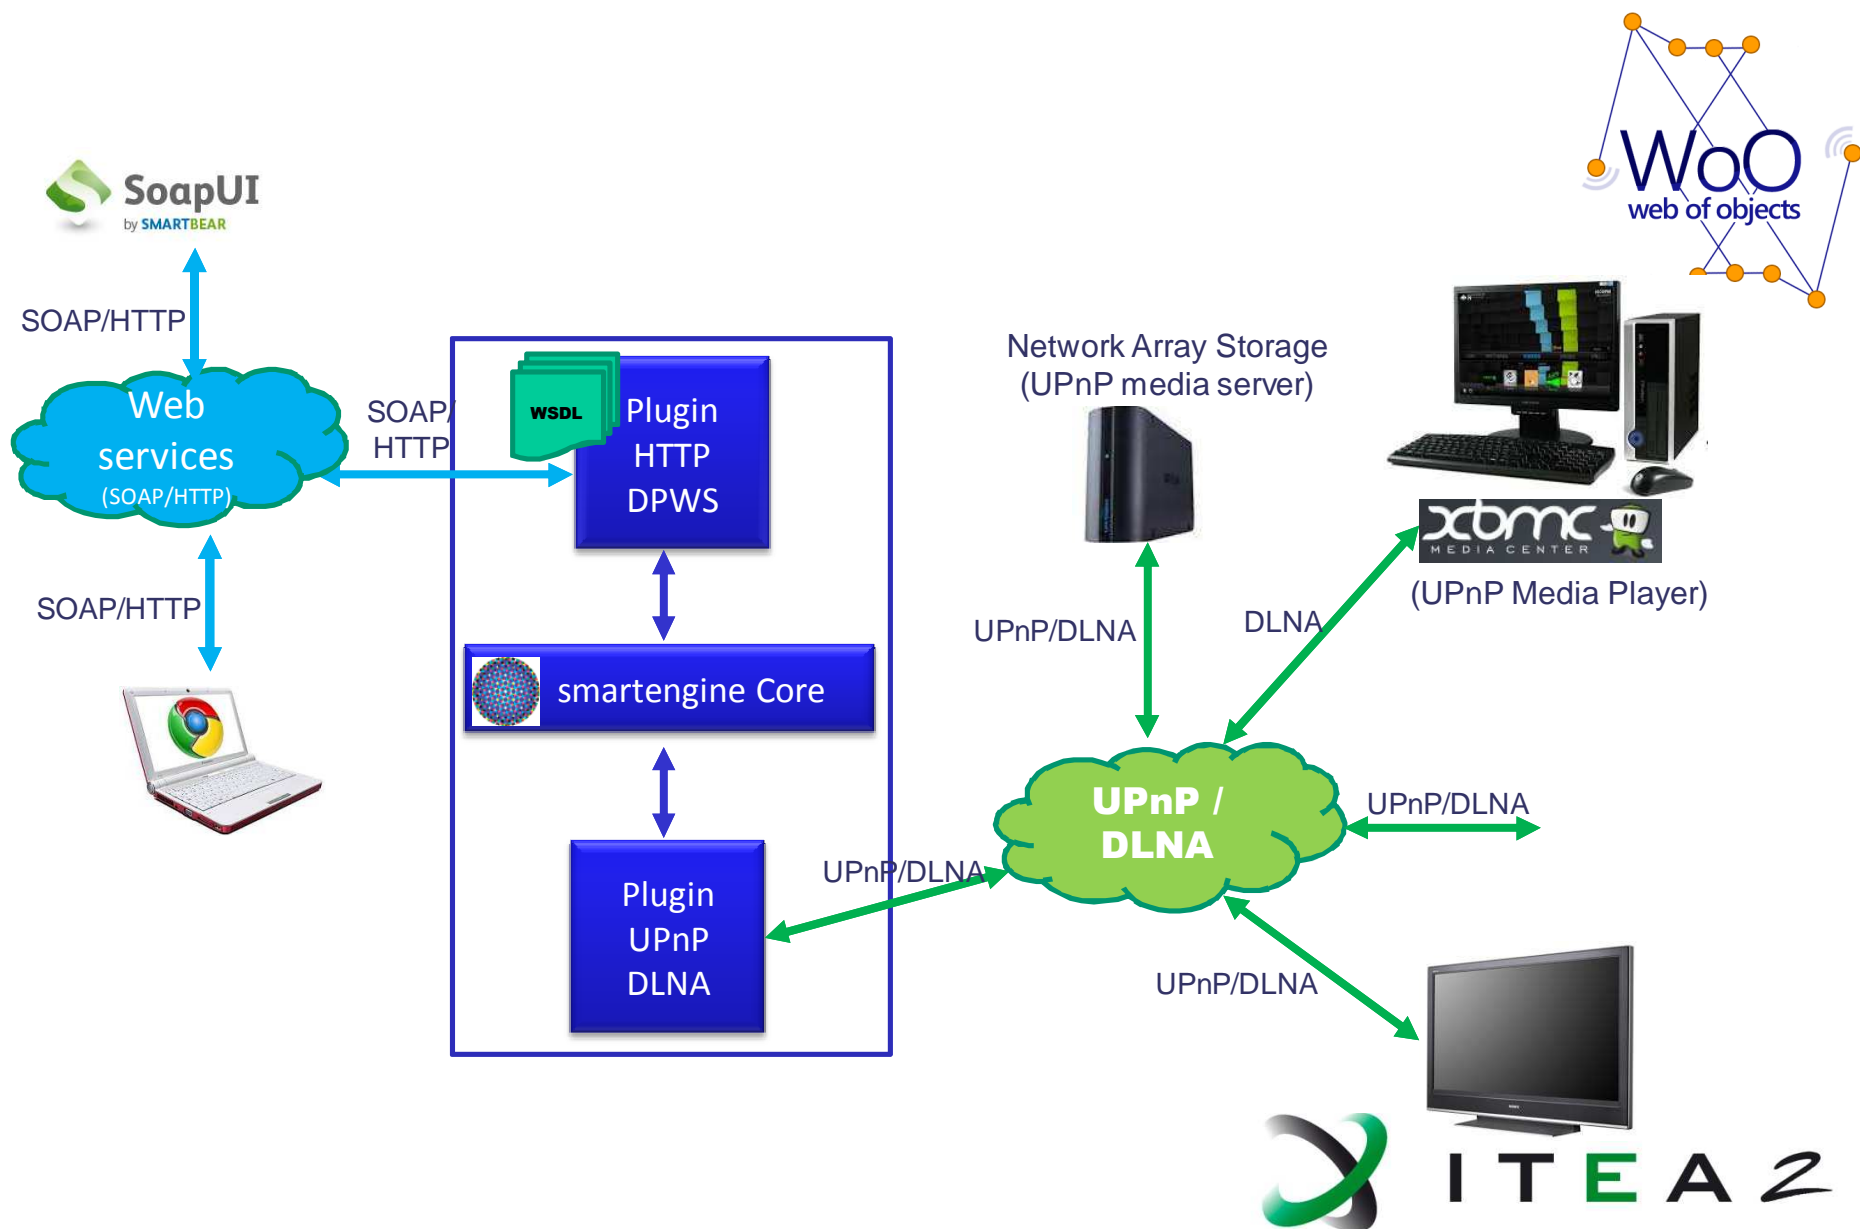 WoO
web of objects
SoapUI
by SMARTBEAR
SOAP/HTTP
Web
services
(SOAP/HTTP)
SOAP/
HTTP
SOAP/HTTP
WSDL
Plugin
HTTP
DPWS
smartengine Core
Plugin
UPnP
DLNA
UPnP/DLNA
Network Array Storage
(UPnP media server)
xbmc
MEDIA CENTER
(UPnP Media Player)
UPnP/DLNA
DLNA
UPnP /
DLNA
UPnP/DLNA
UPnP/DLNA
ITEA2